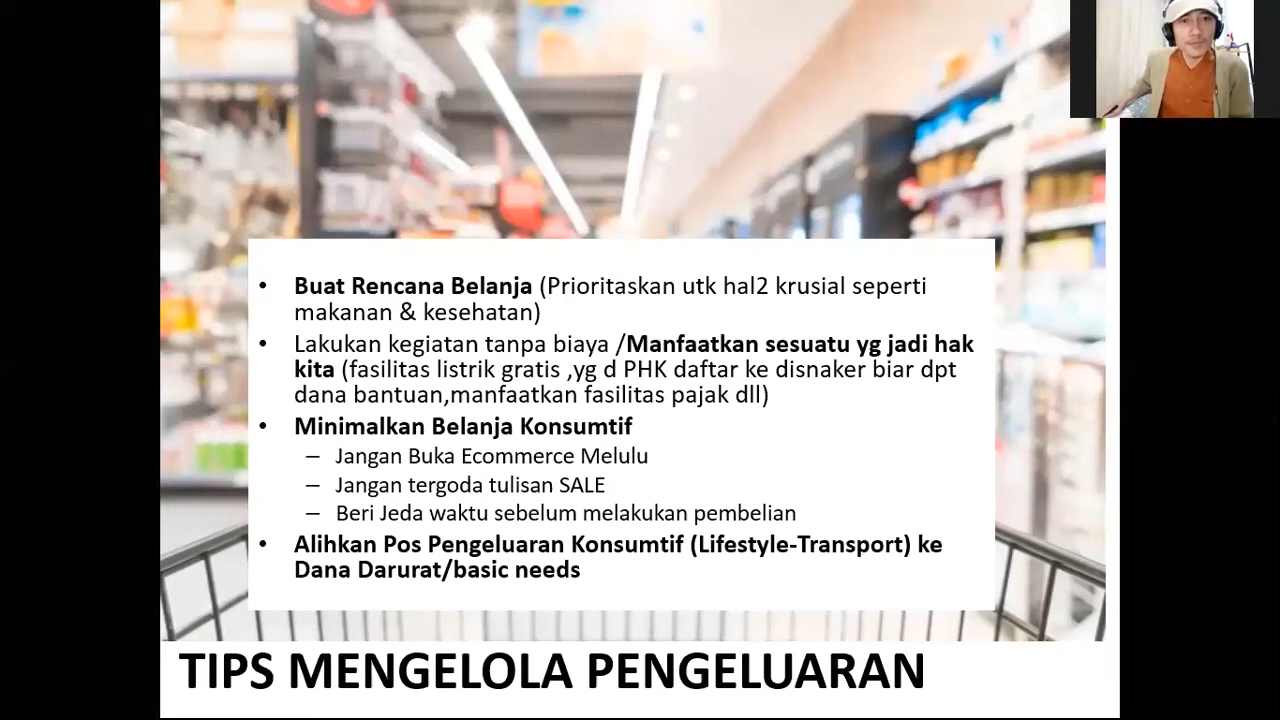 • Buat Rencana Belanja (Prioritaskan utk hal2 krusial seperti
makanan & kesehatan)
• Lakukan kegiatan tanpa biaya /Manfaatkan sesuatu yg jadi hak
kita (fasilitas listrik gratis ,yg d PHK daftar ke disnaker biar dpt
dana bantuan,manfaatkan fasilitas pajak dll)
• Minimalkan Belanja Konsumtif
– Jangan Buka Ecommerce Melulu
– Jangan tergoda tulisan SALE
– Beri Jeda waktu sebelum melakukan pembelian
• Alihkan Pos Pengeluaran Konsumtif (Lifestyle-Transport) ke
Dana Darurat/basic needs
TIPS MENGELOLA PENGELUARAN